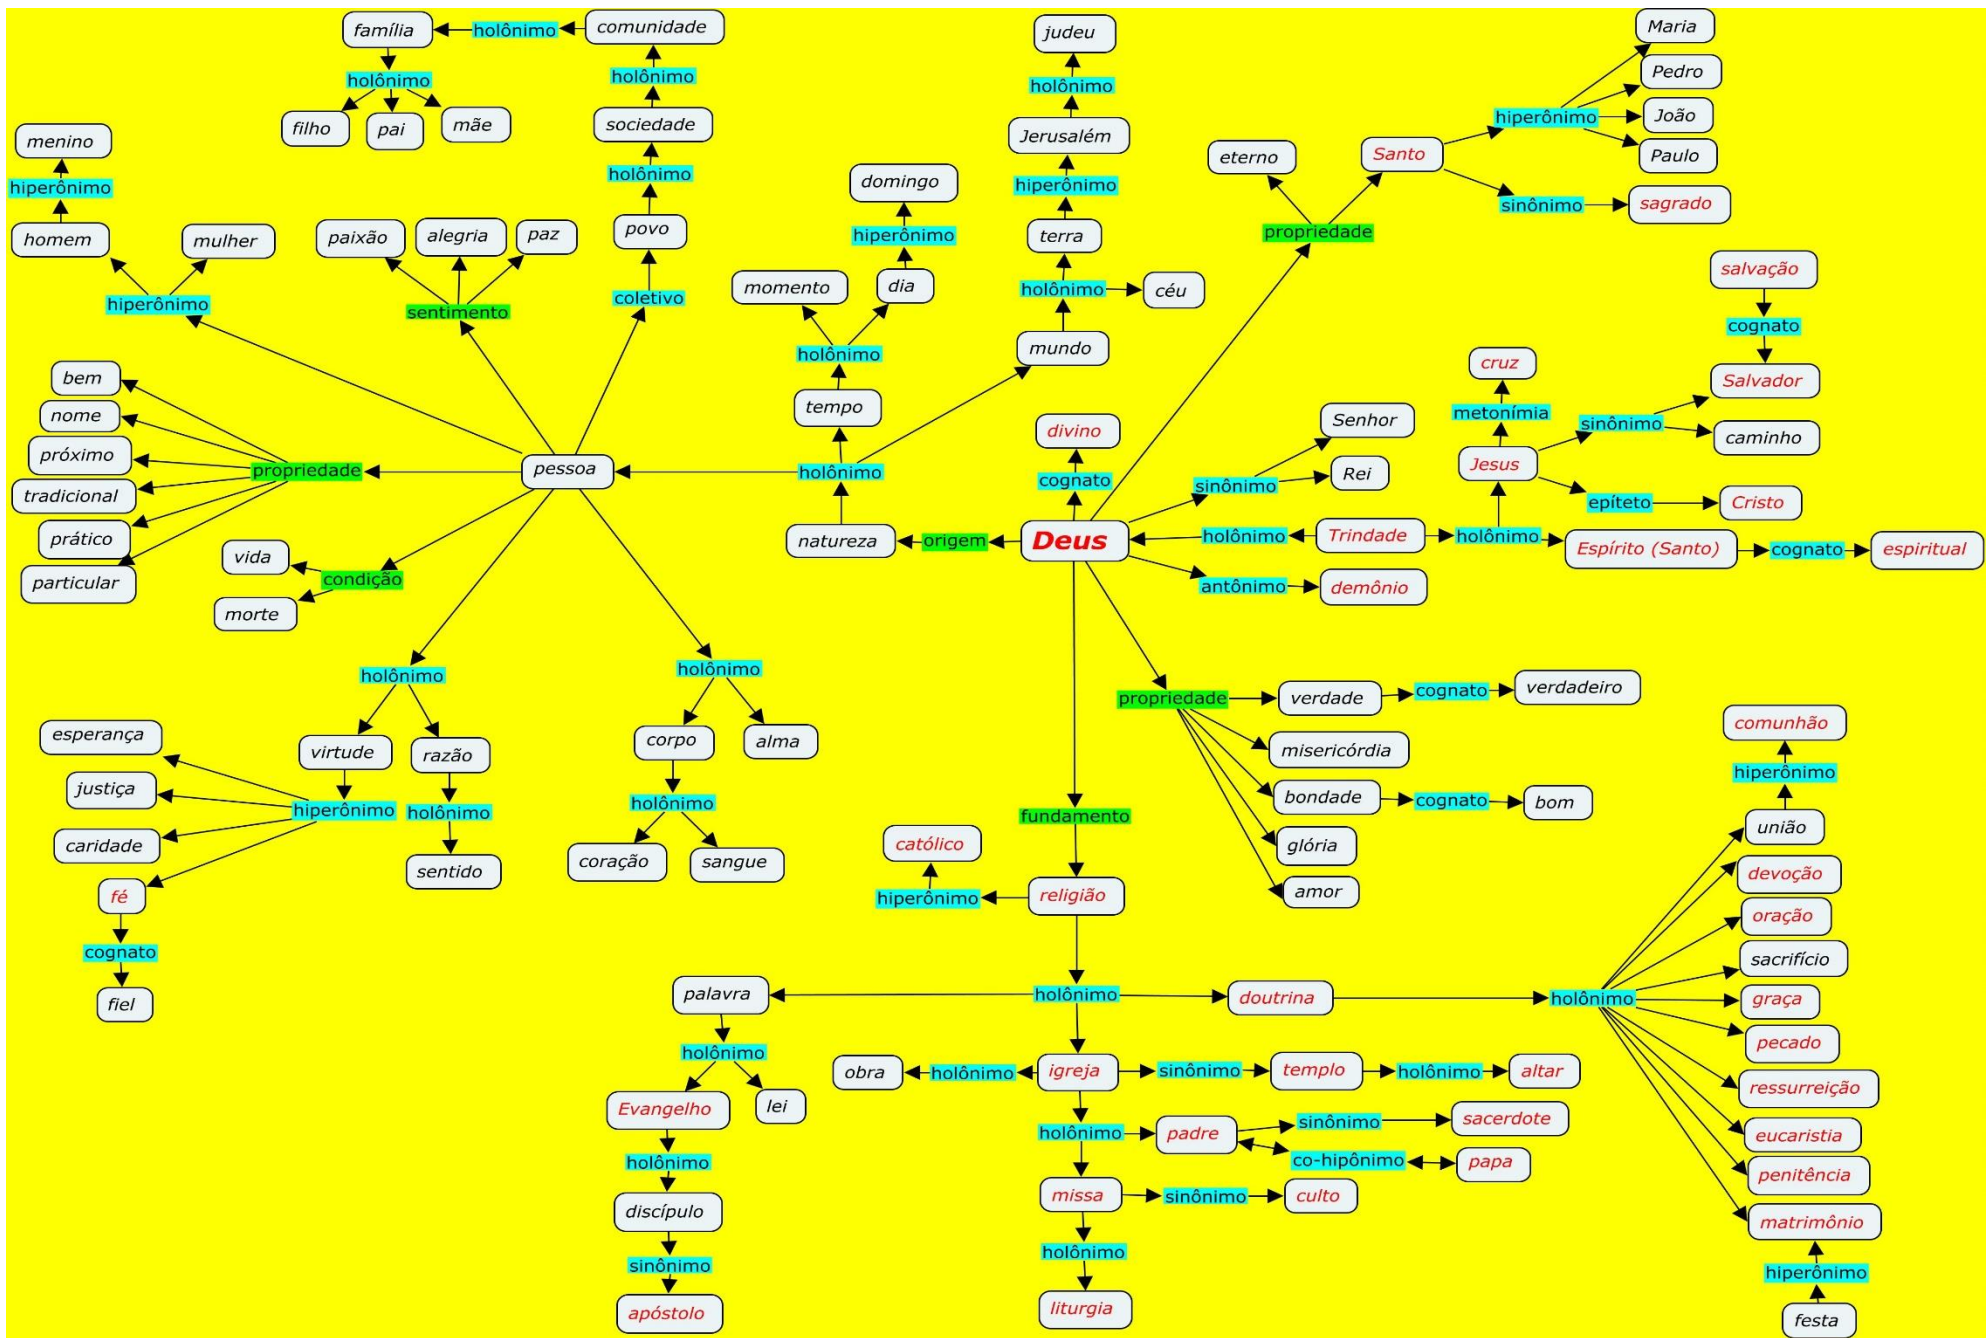 família
holônimo
comunidade
judeu
Maria
holônimo
holônimo
holônimo
Pedro
filho
pai
mãe
sociedade
Jerusalém
hiperônimo
João
Paulo
menino
hiperônimo
holônimo
domingo
hiperônimo
eterno
Santo
sinônimo
sagrado
homem
mulher
paixão
alegria
paz
povo
hiperônimo
terra
propriedade
hiperônimo
sentimento
coletivo
momento
dia
holônimo
céu
salvação
cognato
holônimo
mundo
bem
nome
próximo
tradicional
prático
particular
propriedade
pessoa
tempo
holônimo
natureza
origem
divino
cognato
Deus
Senhor
sinônimo
Rei
cruz
metonímia
Jesus
sinônimo
Salvador
caminho
epíteto
Cristo
holônimo
Trindade
holônimo
Espírito (Santo)
cognato
espiritual
antônimo
demônio
vida
condição
morte
holônimo
holônimo
propriedade
verdade
cognato
verdadeiro
misericórdia
bondade
cognato
bom
glória
amor
esperança
justiça
caridade
fé
cognato
fiel
hiperônimo
virtude
razão
holônimo
sentido
corpo
alma
holônimo
coração
sangue
fundamento
católico
hiperônimo
religião
palavra
holônimo
doutrina
holônimo
comunhão
hiperônimo
união
devoção
oração
sacrifício
graça
pecado
ressurreição
eucaristia
penitência
matrimônio
hiperônimo
festa
holônimo
Evangelho
lei
holônimo
discípulo
sinônimo
apóstolo
obra
holônimo
igreja
sinônimo
templo
holônimo
altar
holônimo
padre
sinônimo
sacerdote
co-hipônimo
papa
missa
sinônimo
culto
holônimo
liturgia